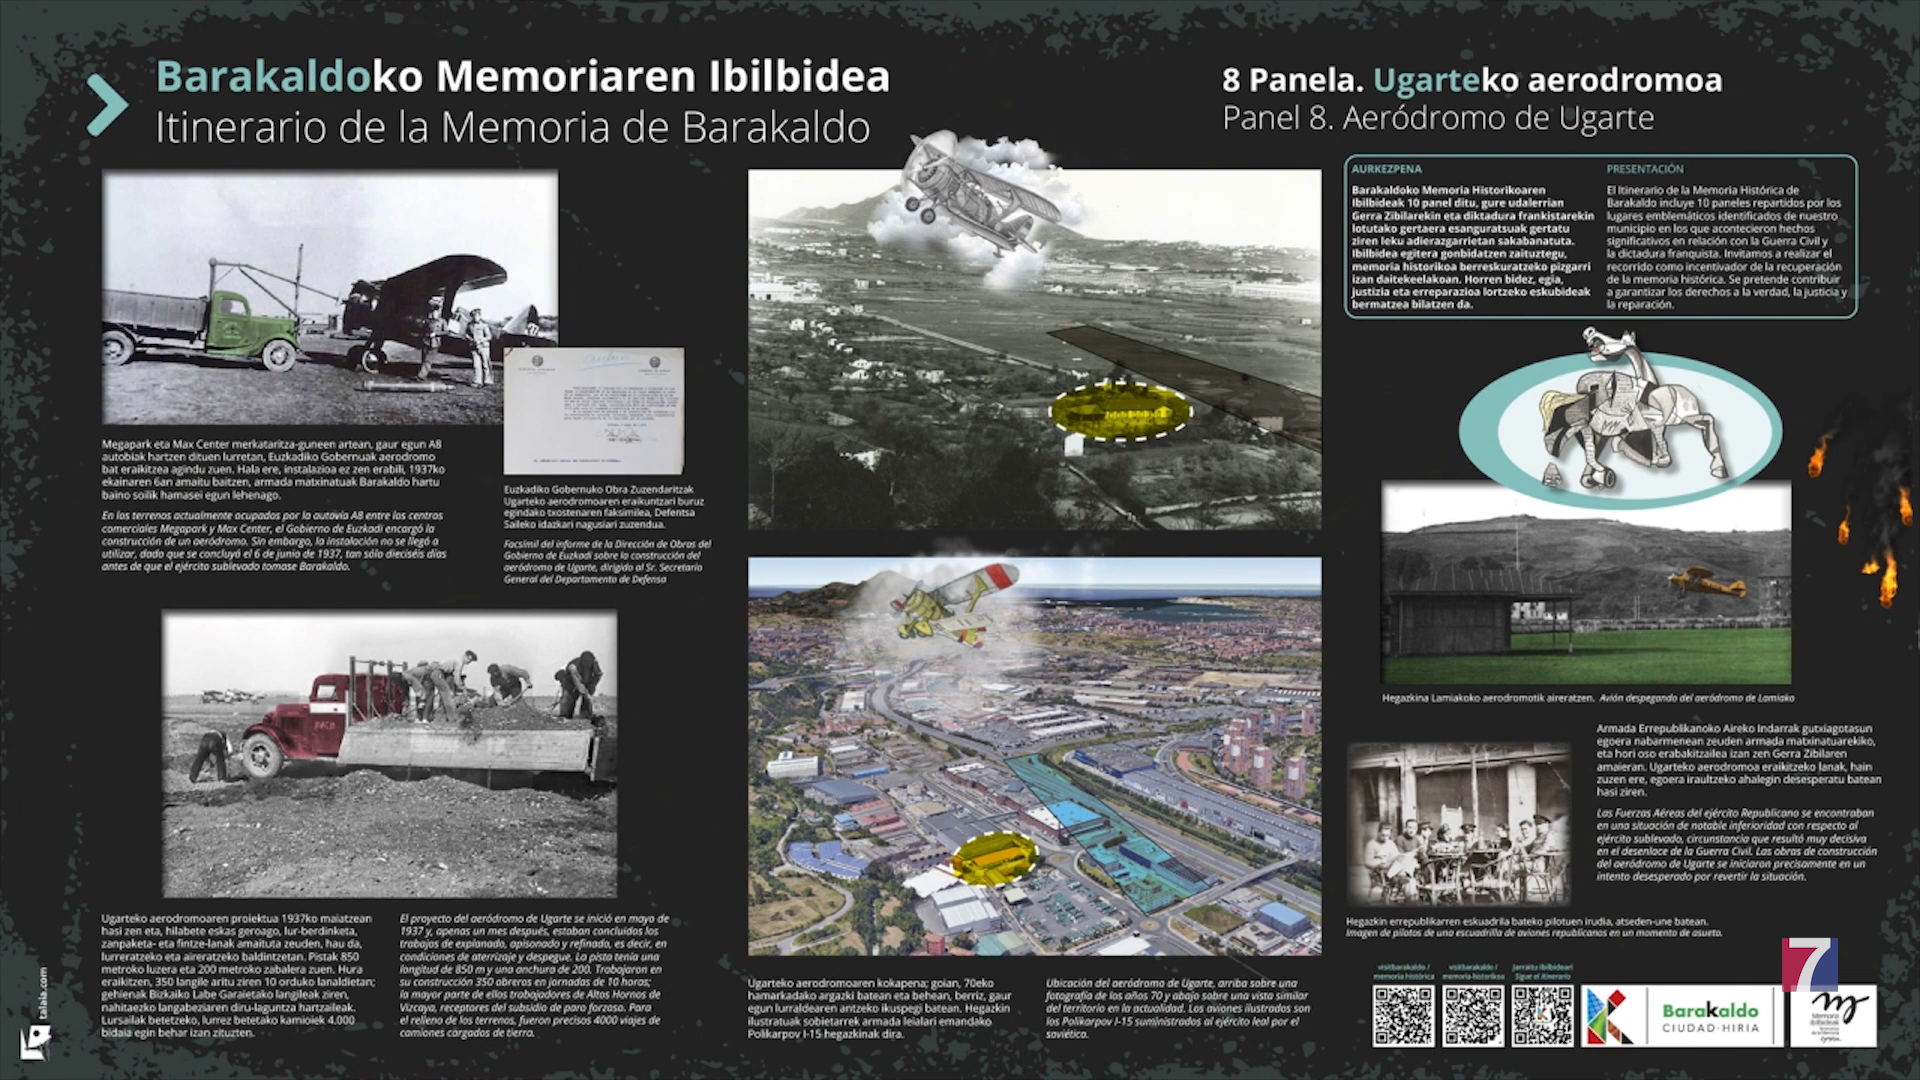 Barakaldoko Memoriaren Ibilbidea
Itinerario de la Memoria de Barakaldo
8 Panela. Ugarteko aerodromoa
Panel 8. Aeródromo de Ugarte
AURKEZPENA
Barakaldoko Memoria Historikoaren
Ibilbideak 10 panel ditu, gure udalerrian
Gerra Zibilarekin eta diktadura frankistarekin
lotutako gertaera esanguratsuak gertatu
ziren leku adierazgarrietan sakabanatuta.
Ibilbidea egitera gonbidatzen zaituztegu,
memoria historikoa berreskuratzeko pizgarri
izan daitekeelakoan. Horren bidez, egia,
justizia eta erreparazioa lortzeko eskubideak
bermatzea bilatzen da.
PRESENTACIÓN
El Itinerario de la Memoria Histórica de
Barakaldo incluye 10 paneles repartidos por los
lugares emblemáticos identificados de nuestro
municipio en los que acontecieron hechos
significativos en relación con la Guerra Civil y
la dictadura franquista. Invitamos a realizar el
recorrido como incentivador de la recuperación
de la memoria histórica. Se pretende contribuir
a garantizar los derechos a la verdad, la justicia y
la reparación.
Megapark eta Max Center merkataritza-guneen artean, gaur egun A8
autobiak hartzen dituen lurretan, Euzkadiko Gobernuak aerodromo
bat eraikitzea agindu zuen. Hala ere, instalazioa ez zen erabili, 1937ko
ekainaren 6an amaitu baitzen, armada matxinatuak Barakaldo hartu
baino soilik hamasei egun lehenago.
En los terrenos actualmente ocupados por la autovía A8 entre los centros
comerciales Megapark y Max Center, el Gobierno de Euzkadi encargó la
construcción de un aeródromo. Sin embargo, la instalación no se llegó a
utilizar, dado que se concluyó el 6 de junio de 1937, tan sólo dieciséis días
antes de que el ejército sublevado tomase Barakaldo.
Euzkadiko Gobernuko Obra Zuzendaritzak
Ugarteko aerodromoaren eraikuntzari buruz
egindako txostenaren faksimilea, Defentsa
Saileko idazkari nagusiari zuzendua.
Facsímil del informe de la Dirección de Obras del
Gobierno de Euzkadi sobre la construcción del
aeródromo de Ugarte, dirigido al Sr. Secretario
General del Departamento de Defensa
Hegazkina Lamiakoko aerodromotik aireratzen. Avión despegando del aeródromo de Lamiako
Armada Errepublikanoko Aireko Indarrak gutxiagotasun
egoera nabarmenean zeuden armada matxinatuarekiko,
eta hori oso erabakitzailea izan zen Gerra Zibilaren
amaieran. Ugarteko aerodromoa eraikitzeko lanak, hain
zuzen ere, egoera iraultzeko ahalegin desesperatu batean
hasi ziren.
Las Fuerzas Aéreas del ejército Republicano se encontraban
en una situación de notable inferioridad con respecto al
ejército sublevado, circunstancia que resultó muy decisiva
en el desenlace de la Guerra Civil. Las obras de construcción
del aeródromo de Ugarte se iniciaron precisamente en un
intento desesperado por revertir la situación.
Hegazkin errepublikarren eskuadrila bateko pilotuen irudia, atseden-une batean.
Imagen de pilotos de una escuadrilla de aviones republicanos en un momento de asueto.
Ugarteko aerodromoaren proiektua 1937ko maiatzean
hasi zen eta, hilabete eskas geroago, lur-berdinketa,
zanpaketa- eta fintze-lanak amaituta zeuden, hau da,
lurreratzeko eta aireratzeko baldintzetan. Pistak 850
metroko luzera eta 200 metroko zabalera zuen. Hura
eraikitzen, 350 langile aritu ziren 10 orduko lanaldietan;
gehienak Bizkaiko Labe Garaietako langileak ziren,
nahitaezko langabeziaren diru-laguntza hartzaileak.
Lursailak betetzeko, lurrez betetako kamioiek 4.000
bidaia egin behar izan zituzten.
El proyecto del aeródromo de Ugarte se inició en mayo de
1937 y, apenas un mes después, estaban concluidos los
trabajos de explanado, apisonado y refinado, es decir, en
condiciones de aterrizaje y despegue. La pista tenía una
longitud de 850 m y una anchura de 200. Trabajaron en
su construcción 350 obreros en jornadas de 10 horas;
la mayor parte de ellos trabajadores de Altos Hornos de
Vizcaya, receptores del subsidio de paro forzoso. Para
el relleno de los terrenos, fueron precisos 4000 viajes de
camiones cargados de tierra.
Ugarteko aerodromoaren kokapena; goian, 70eko
hamarkadako argazki batean eta behean, berriz, gaur
egun lurraldearen antzeko ikuspegi batean. Hegazkin
ilustratuak sobietarrek armada leialari emandako
Polikarpov I-15 hegazkinak dira.
Ubicación del aeródromo de Ugarte, arriba sobre una
fotografía de los años 70 y abajo sobre una vista similar
del territorio en la actualidad. Los aviones ilustrados son
los Polikarpov I-15 suministrados al ejército leal por el
soviético.
visitbarakaldo /
memoria histórica
visitbarakaldo /
memoria-historikoa
Jarraitu Ibilbideari
Sigue el Itinerario
Barakaldo
CIUDAD·HIRIA
7
talaia.com